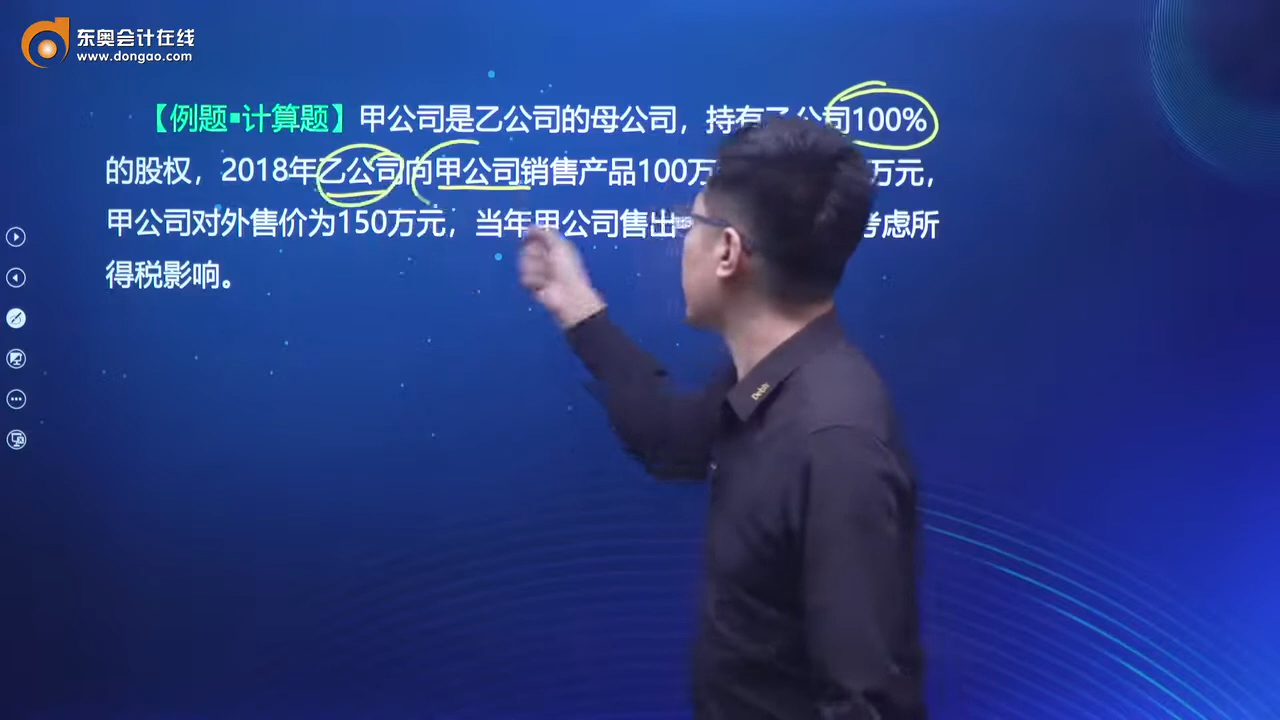 东奥会计在线
www.dongao.com
【例题▪计算题】甲公司是乙公司的母公司，持有乙公司100%
的股权，2018年乙公司向甲公司销售产品100万 万元，
甲公司对外售价为150万元，当年甲公司售出 考虑所
得税影响。
Debi